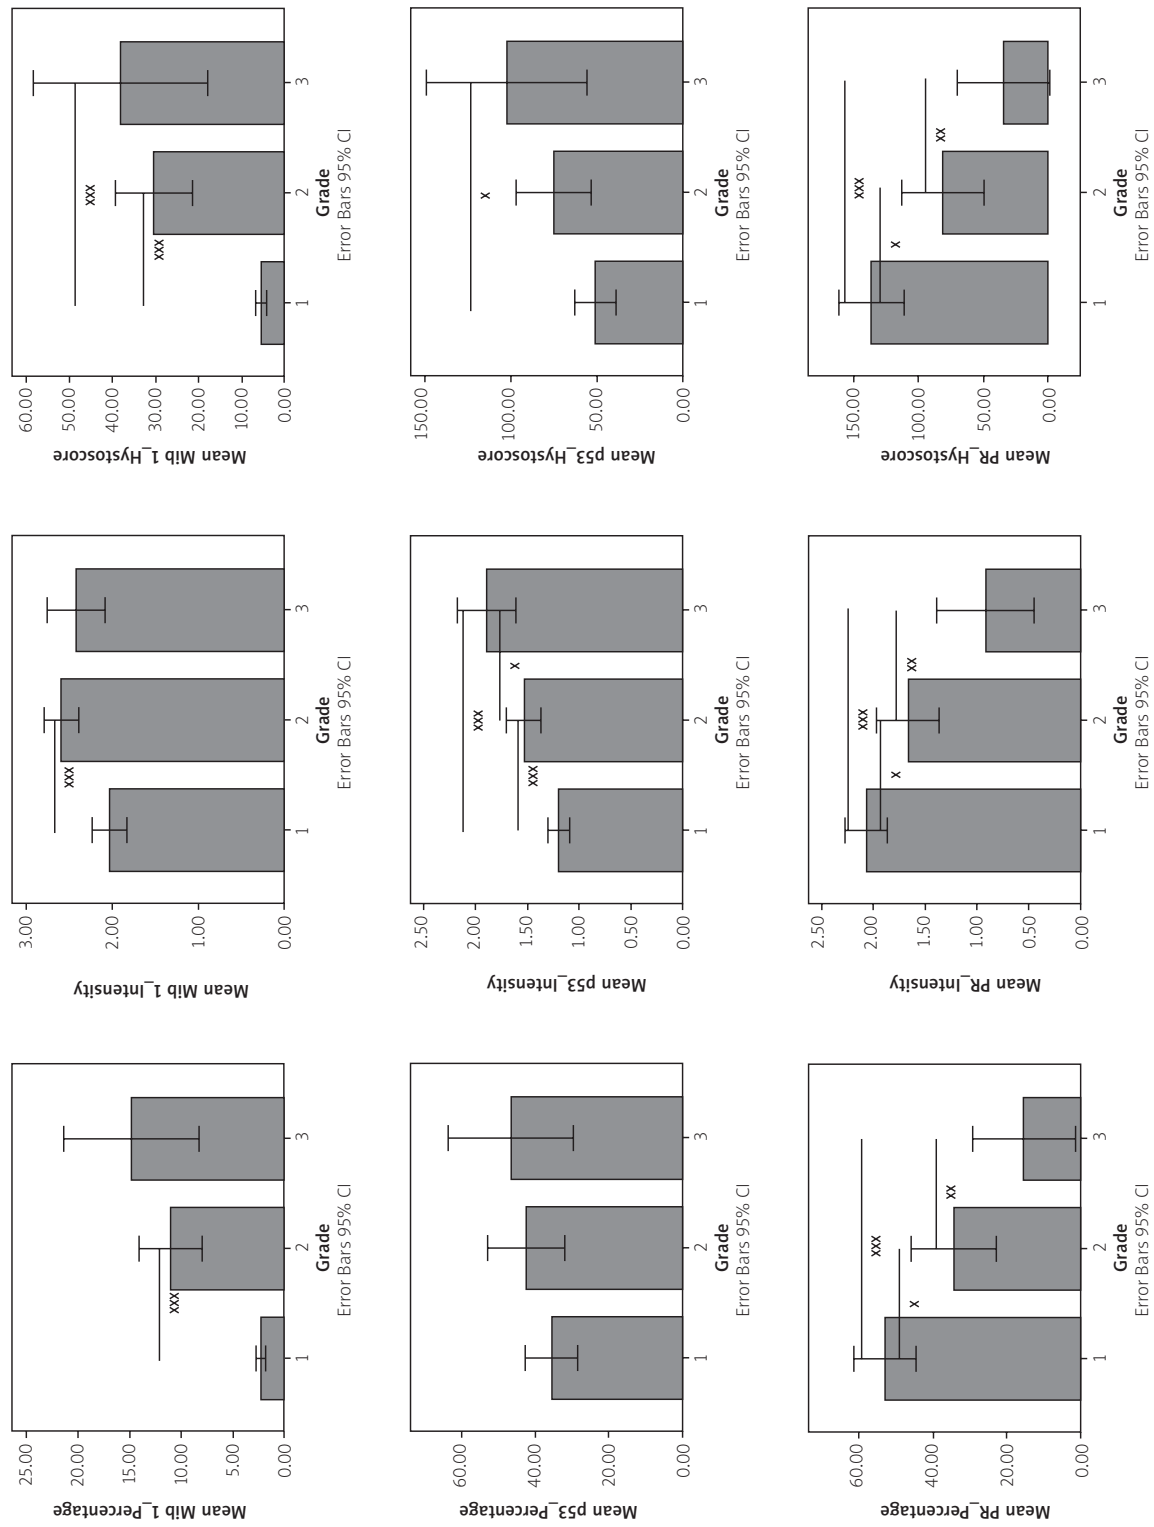 Mean Mib 1_Percentage
25.00
20.00
15.00
10.00
5.00
0.00
xxx
1 2 3
Grade
Error Bars 95% CI
Mean Mib 1_Intensity
3.00
2.00
1.00
0.00
xxx
1 2 3
Grade
Error Bars 95% CI
Mean Mib 1_Hystoscore
60.00
50.00
40.00
30.00
20.00
10.00
0.00
xxx
xxx
1 2 3
Grade
Error Bars 95% CI
Mean p53_Percentage
60.00
40.00
20.00
0.00
1 2 3
Grade
Error Bars 95% CI
Mean p53_Intensity
2.50
2.00
1.50
1.00
0.50
0.00
xxx
x
xxx
1 2 3
Grade
Error Bars 95% CI
Mean p53_Hystoscore
150.00
100.00
50.00
0.00
x
1 2 3
Grade
Error Bars 95% CI
Mean PR_Percentage
60.00
40.00
20.00
0.00
xxx
x
xx
1 2 3
Grade
Error Bars 95% CI
Mean PR_Intensity
2.50
2.00
1.50
1.00
0.50
0.00
xxx
x
xx
1 2 3
Grade
Error Bars 95% CI
Mean PR_Hystoscore
150.00
100.00
50.00
0.00
xxx
x
xx
1 2 3
Grade
Error Bars 95% CI